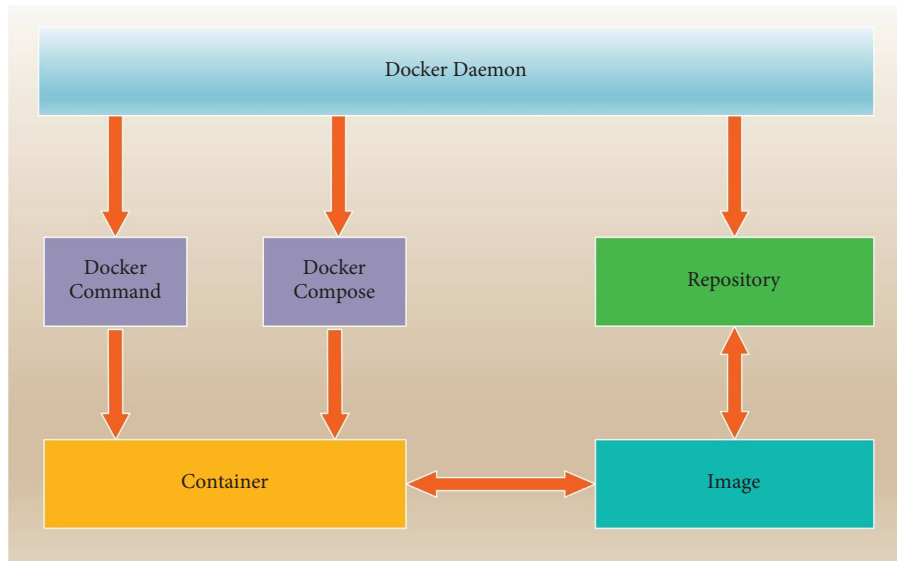 Docker Daemon
Docker
Command
Docker
Compose
Repository
Container
Image